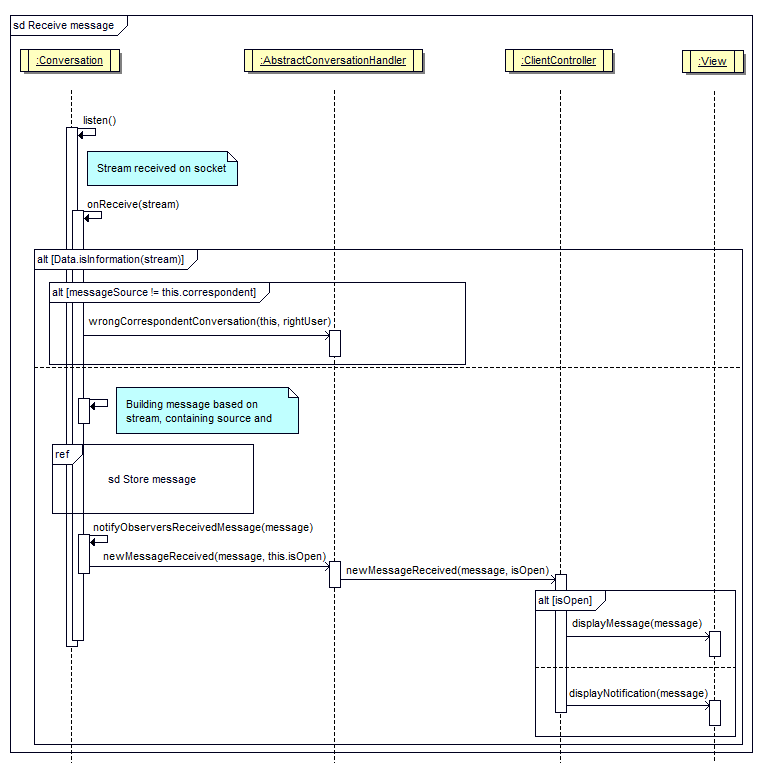 sd Receive message
:Conversation
:AbstractConversationHandler
:ClientController
:View
listen()
Stream received on socket
onReceive(stream)
alt [Data.isInformation(stream)]
alt [messageSource != this.correspondent]
wrongCorrespondentConversation(this, rightUser)
Building message based on
stream, containing source and
ref
sd Store message
notifyObserversReceivedMessage(message)
newMessageReceived(message, this.isOpen)
newMessageReceived(message, isOpen)
alt [isOpen]
displayMessage(message)
displayNotification(message)